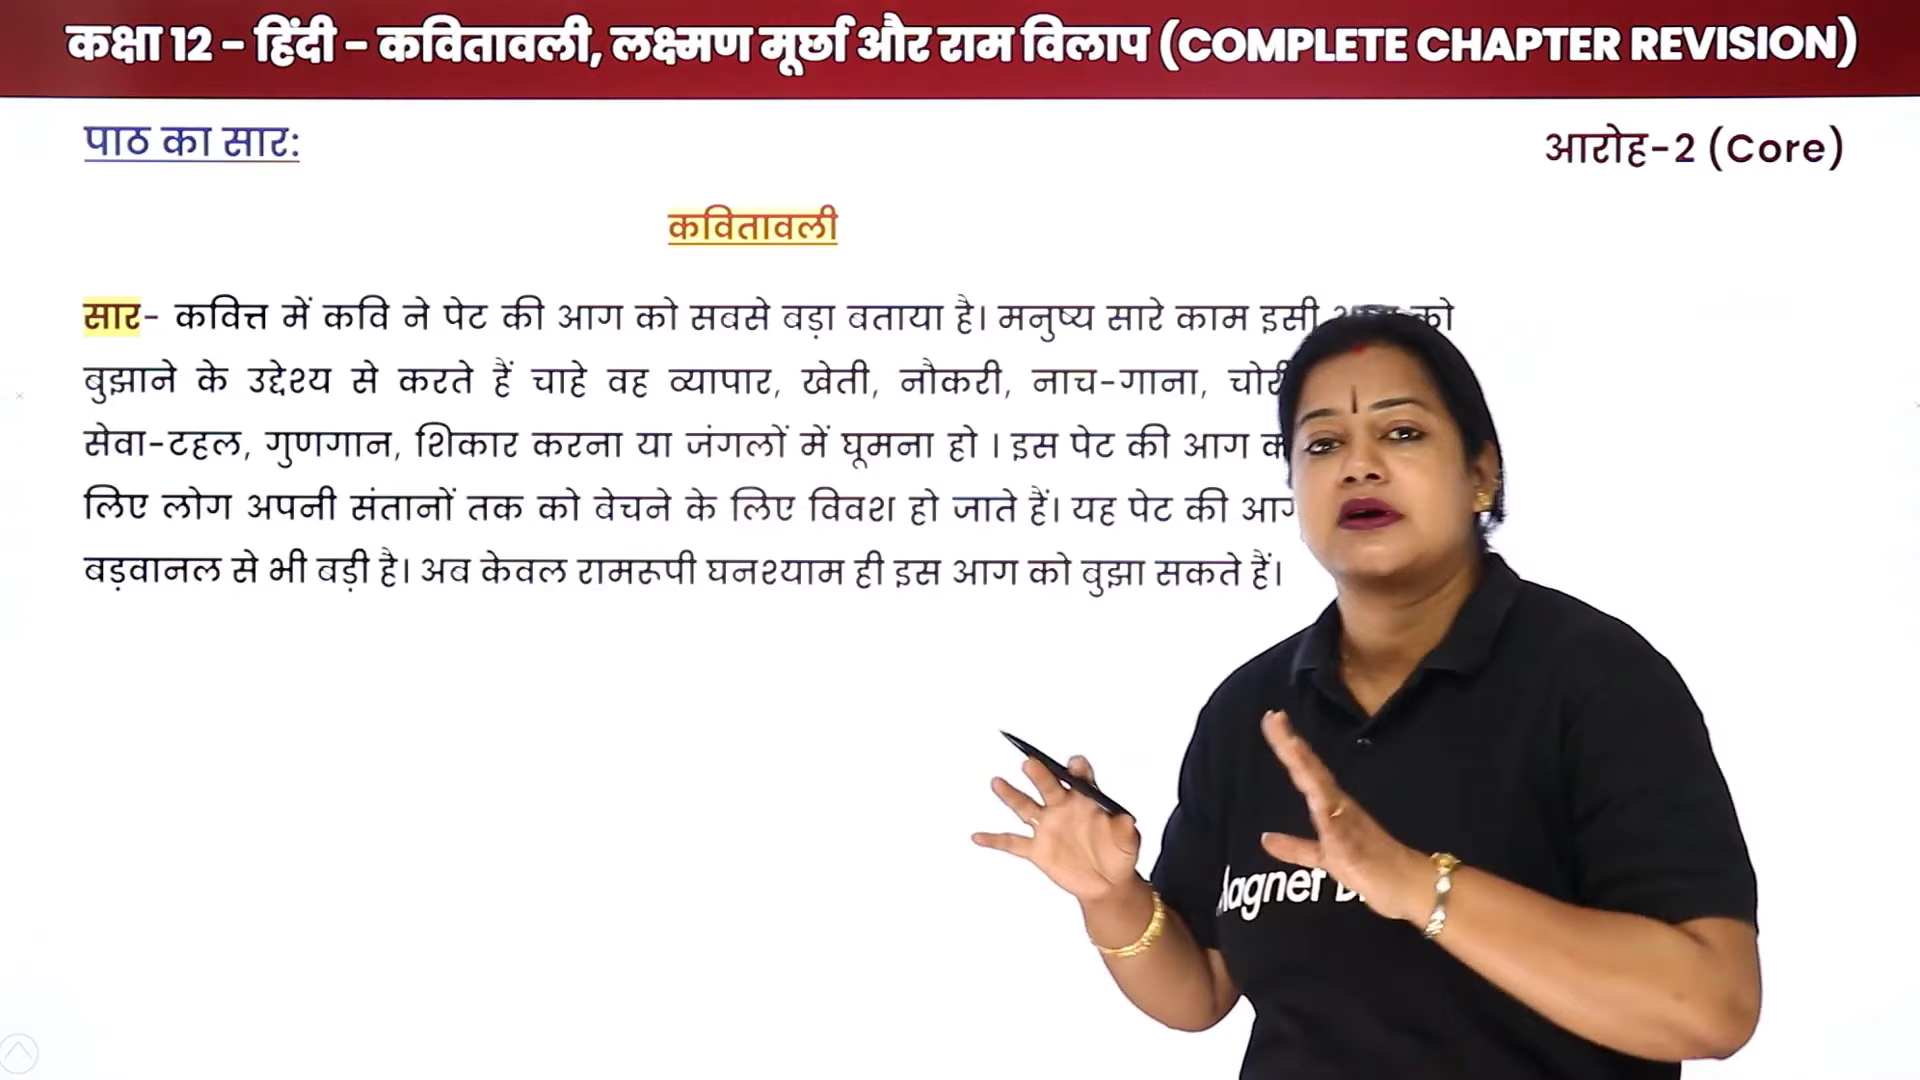 कक्षा 12 - हिंदी - कवितावली, लक्ष्मण मूर्छा और राम विलाप (COMPLETE CHAPTER REVISION)
पाठ का सार:
आरोह-2 (Core)
कवितावली
सार- कवित्त में कवि ने पेट की आग को सबसे बड़ा बताया है। मनुष्य सारे काम इसी को
बुझाने के उद्देश्य से करते हैं चाहे वह व्यापार, खेती, नौकरी, नाच-गाना,
सेवा-टहल, गुणगान, शिकार करना या जंगलों में घूमना हो । इस पेट की आग
लिए लोग अपनी संतानों तक को बेचने के लिए विवश हो जाते हैं। यह पेट की
बड़वानल से भी बड़ी है। अब केवल रामरूपी घनश्याम ही इस आग को बुझा सकते हैं।